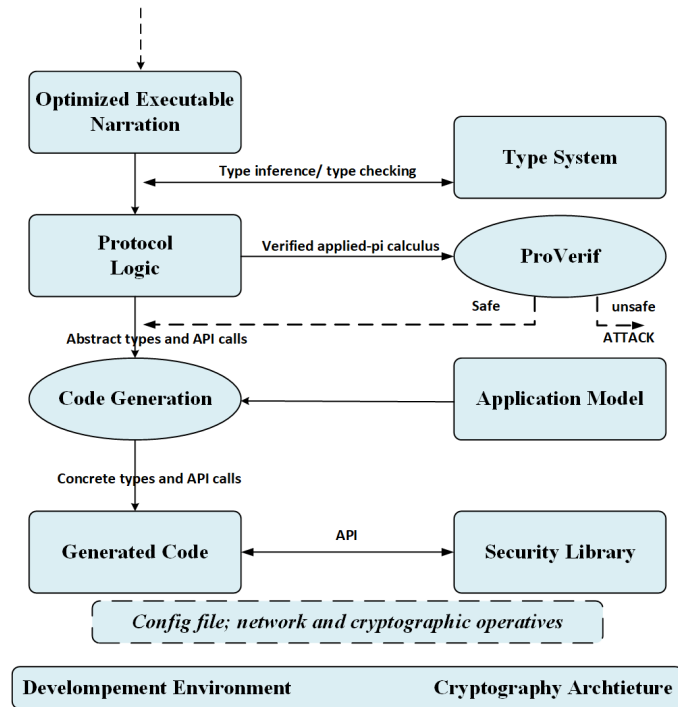 Optimized Executable
Narration
Type inference/ type checking
Type System
Protocol
Logic
Verified applied-pi calculus
ProVerif
Safe
unsafe
ATTACK
Abstract types and API calls
Code Generation
Application Model
Concrete types and API calls
Generated Code
API
Security Library
Config file; network and cryptographic operatives
Develompement Environment
Cryptography Archtieture